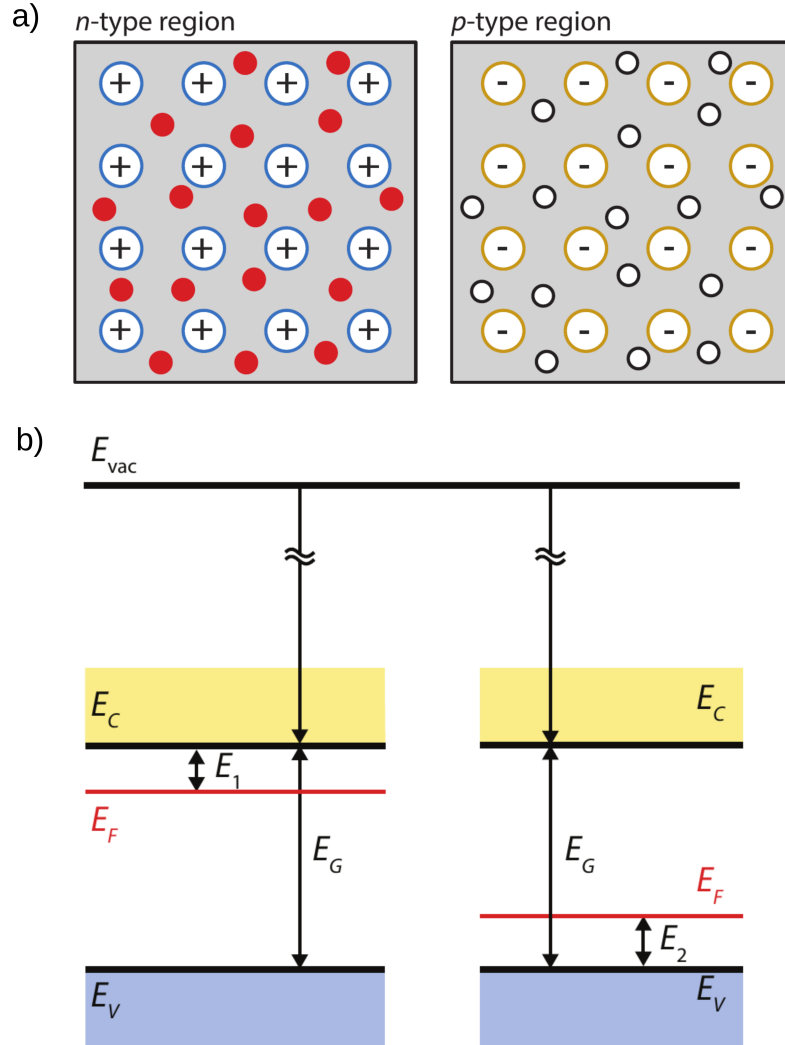 a)
n-type region
p-type region
+ + + +
- - - -
+ + + +
- - - -
+ + + +
- - - -
+ + + +
- - - -
b)
E_vac
E_C
E_C
E_1
E_F
E_G
E_G
E_F
E_2
E_V
E_V